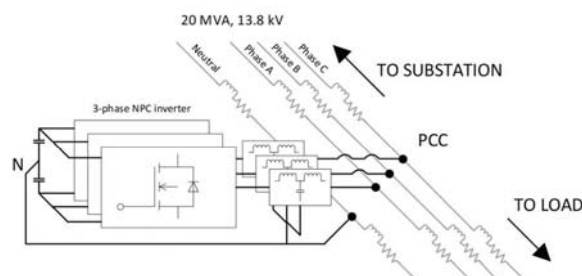 20 MVA, 13.8 kV
Neutral
Phase A
Phase B
Phase C
TO SUBSTATION
3-phase NPC inverter
PCC
N
TO LOAD